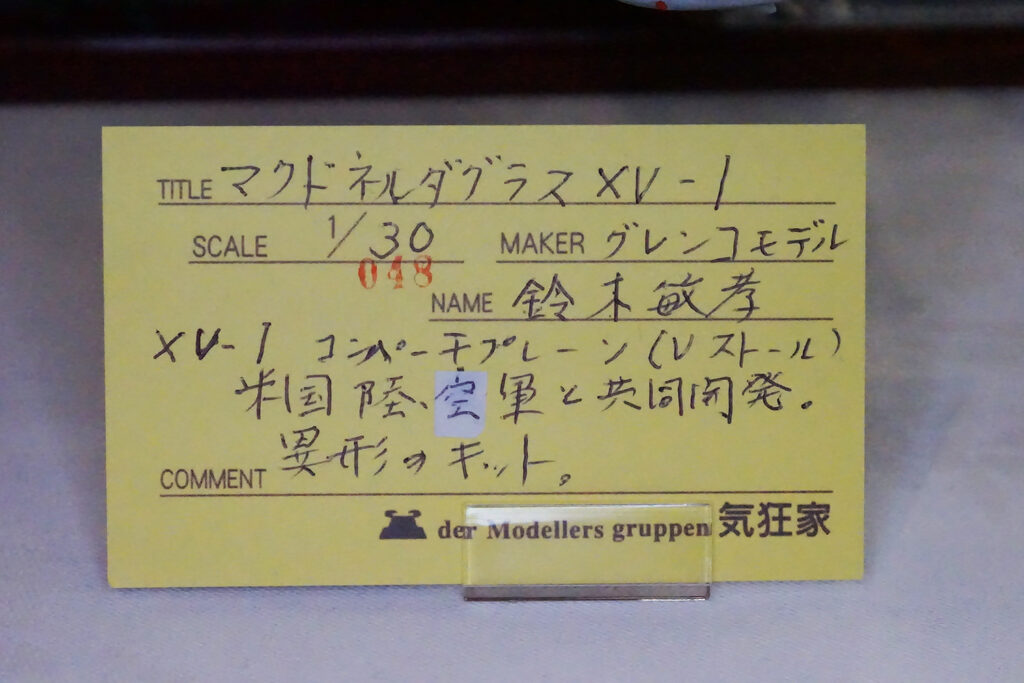 TITLE マクドネルダグラス XV-1
SCALE 1/30 MAKER グレンコモデル
048
NAME 鈴木敏孝
XV-1 コンバーチプレーン(Vストール)
米国陸、空軍と共同開発。
異形のキット。
COMMENT
der Modellers gruppen 気狂家